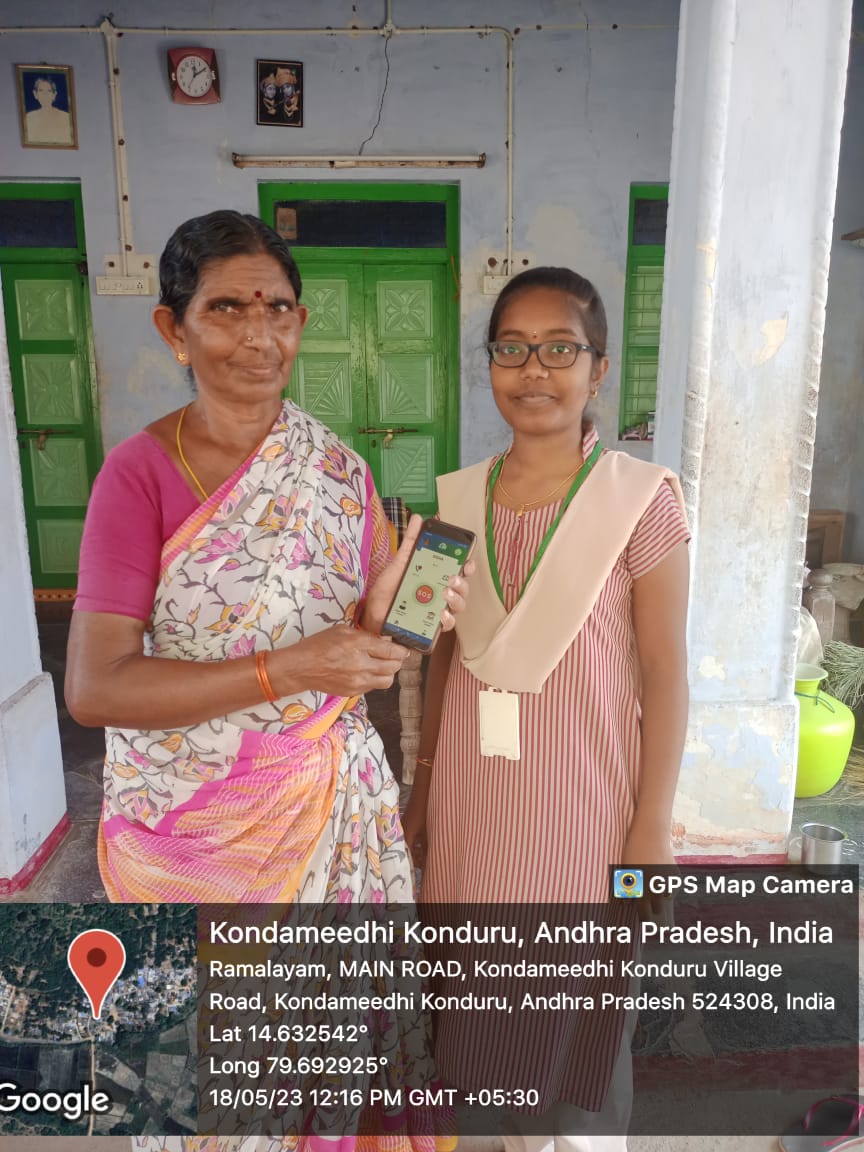 SOS
GPS Map Camera
Kondameedhi Konduru, Andhra Pradesh, India
Ramalayam, MAIN ROAD, Kondameedhi Konduru Village
Road, Kondameedhi Konduru, Andhra Pradesh 524308, India
Lat 14.632542°
Long 79.692925°
18/05/23 12:16 PM GMT +05:30
Google